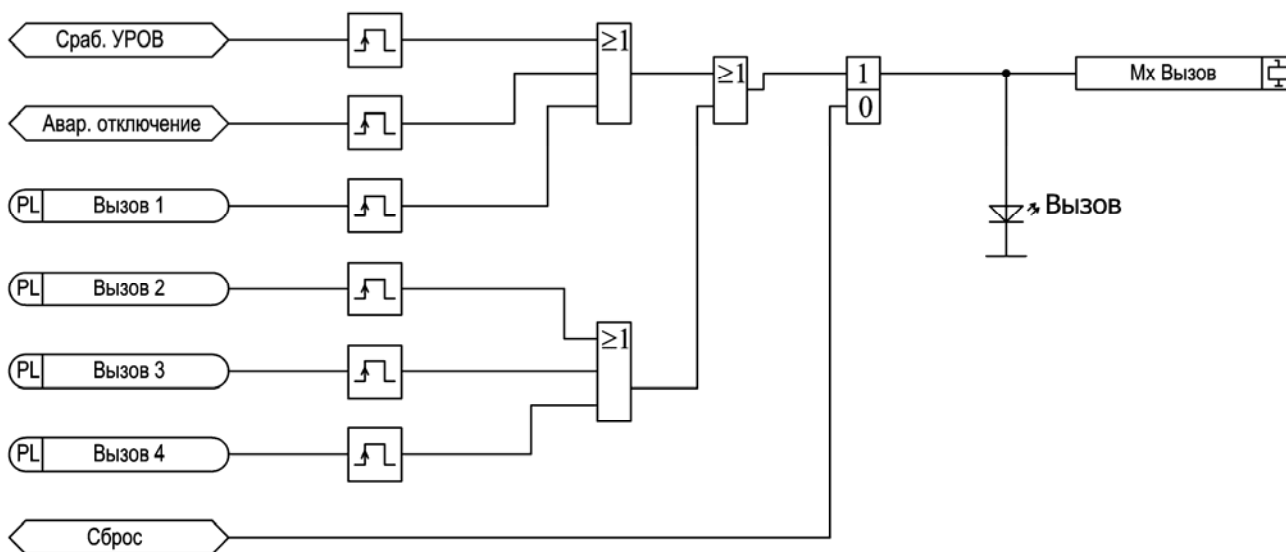 Сраб. УРОВ
≥1
≥1
1
Мх Вызов
0
Авар. отключение
PL Вызов 1
Вызов
PL Вызов 2
≥1
PL Вызов 3
PL Вызов 4
Сброс